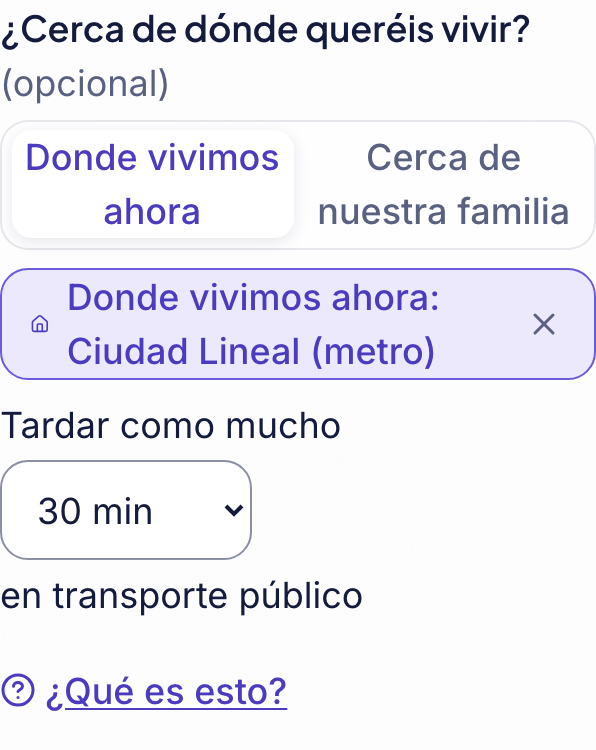 ¿Cerca de dónde queréis vivir?
(opcional)
Donde vivimos
ahora
Cerca de
nuestra familia
Donde vivimos ahora:
Ciudad Lineal (metro)
Tardar como mucho
30 min
en transporte público
¿Qué es esto?